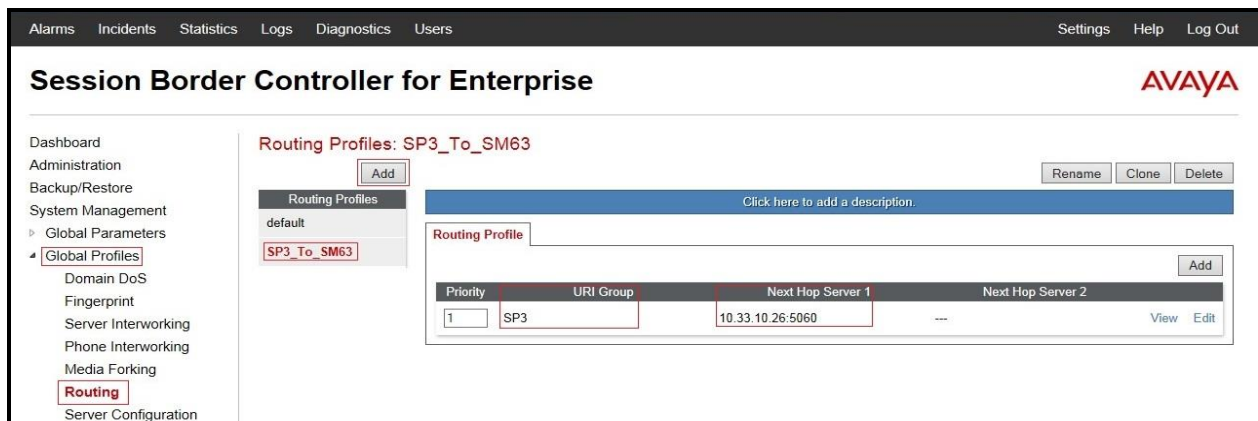 Alarms Incidents Statistics Logs Diagnostics Users Settings Help Log Out
Session Border Controller for Enterprise
AVAYA
Dashboard
Administration
Backup/Restore
System Management
Global Parameters
Global Profiles
Domain DoS
Fingerprint
Server Interworking
Phone Interworking
Media Forking
Routing
Server Configuration
Routing Profiles: SP3_To_SM63
Add
Rename Clone Delete
Routing Profiles
default
SP3_To_SM63
Click here to add a description.
Routing Profile
Add
Priority URI Group Next Hop Server 1 Next Hop Server 2
1 SP3 10.33.10.26:5060 --- View Edit